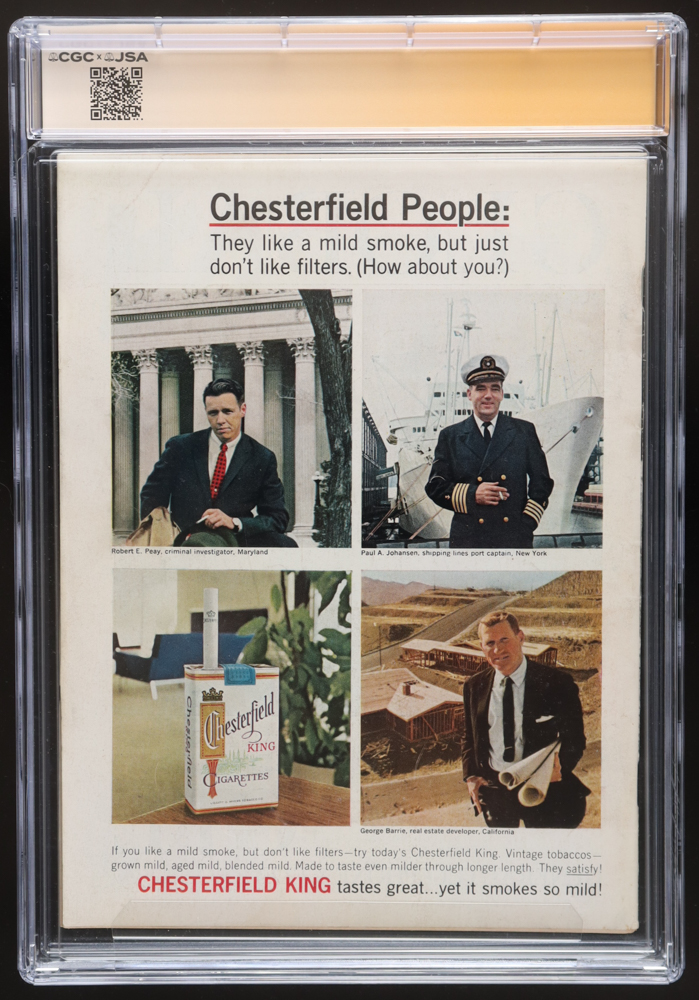 CGC x JSA
Chesterfield People:
They like a mild smoke, but just
don't like filters. (How about you?)
Robert E. Peay, criminal investigator, Maryland
Paul A. Johansen, shipping lines port captain, New York
Chesterfield
Chesterfield
KING
CIGARETTES
George Barrie, real estate developer, California
If you like a mild smoke, but don't like filters—try today's Chesterfield King. Vintage tobaccos—
grown mild, aged mild, blended mild. Made to taste even milder through longer length. They satisfy!
CHESTERFIELD KING tastes great...yet it smokes so mild!